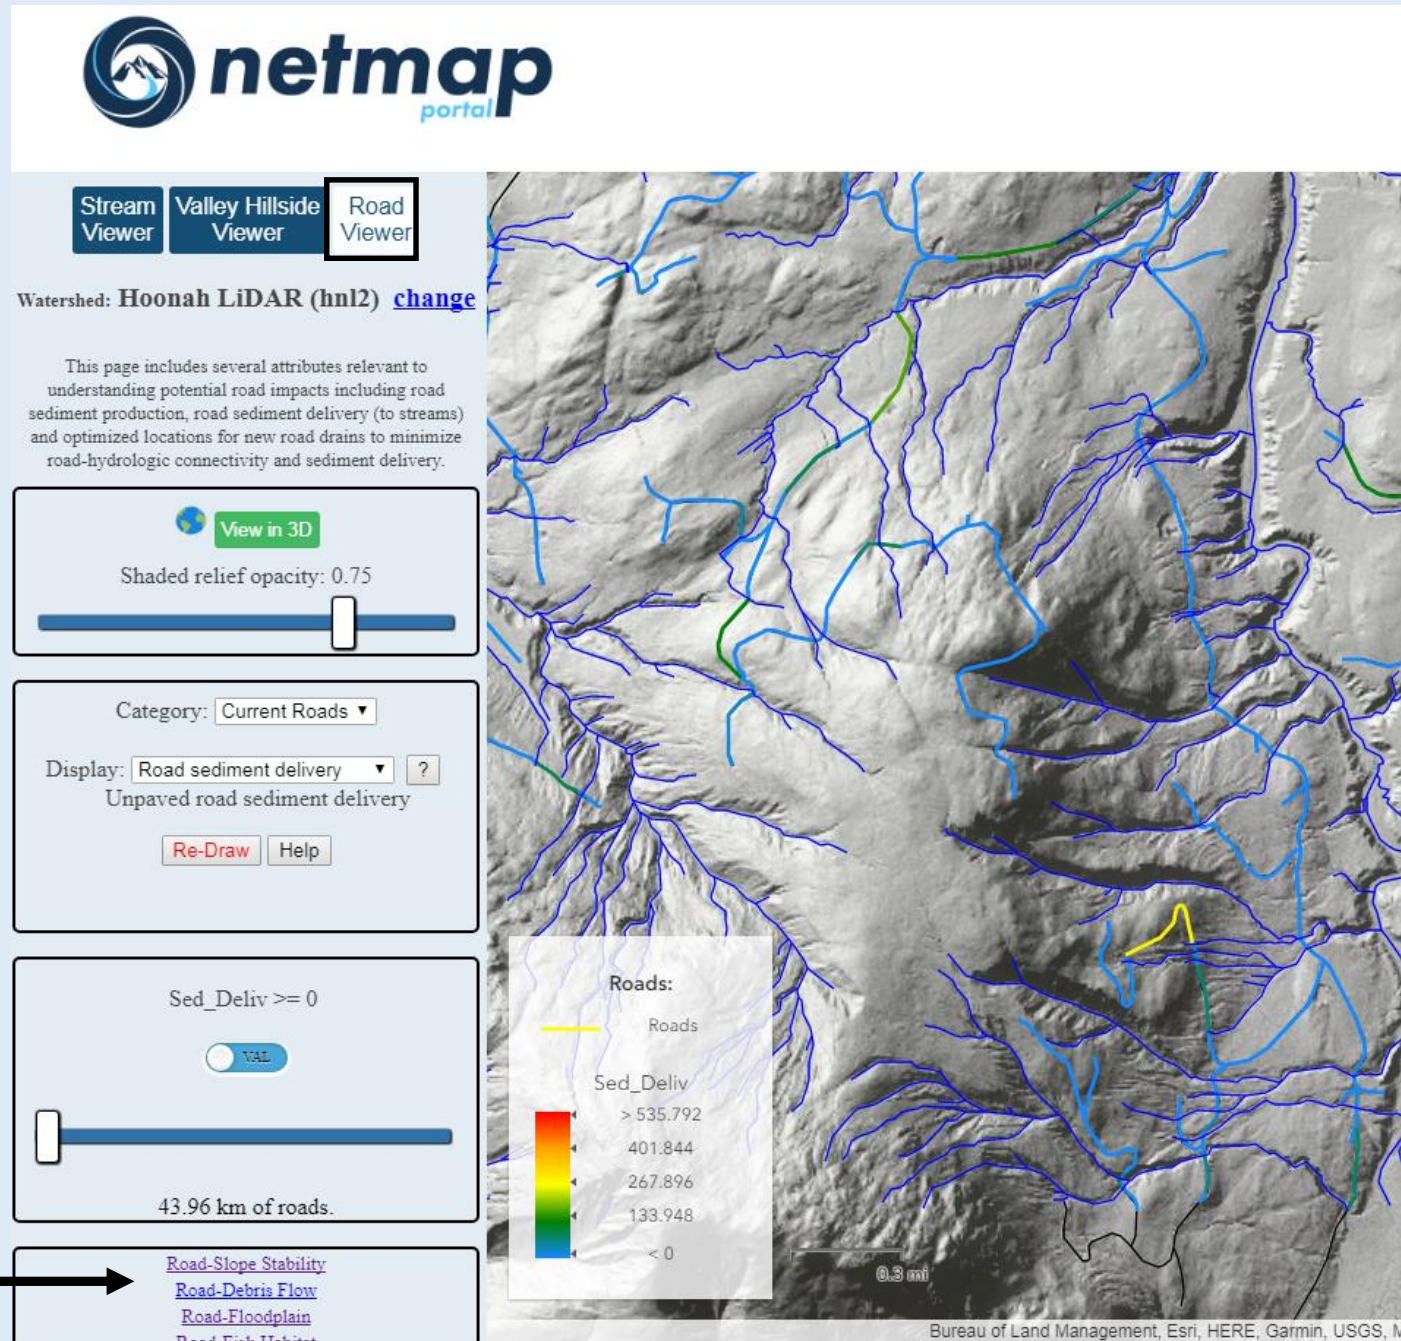 netmap
portal
Stream Viewer
Valley Hillside Viewer
Road Viewer
Watershed: Hoonah LiDAR (hnl2) change
This page includes several attributes relevant to
understanding potential road impacts including road
sediment production, road sediment delivery (to streams)
and optimized locations for new road drains to minimize
road-hydrologic connectivity and sediment delivery.
View in 3D
Shaded relief opacity: 0.75
Category: Current Roads
Display: Road sediment delivery ?
Unpaved road sediment delivery
Re-Draw Help
Sed_Deliv >= 0
VAL
43.96 km of roads.
Road-Slope Stability
Road-Debris Flow
Road-Floodplain
Road-Fish Habitat
Roads:
Roads
Sed_Deliv
> 535.792
401.844
267.896
133.948
< 0
0.3 mi
Bureau of Land Management, Esri, HERE, Garmin, USGS, M